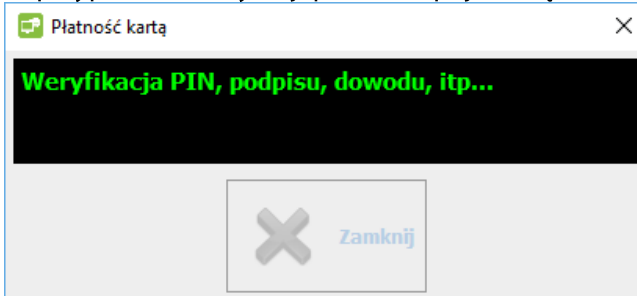 Płatność kartą
Weryfikacja PIN, podpisu, dowodu, itp...
Zamknij